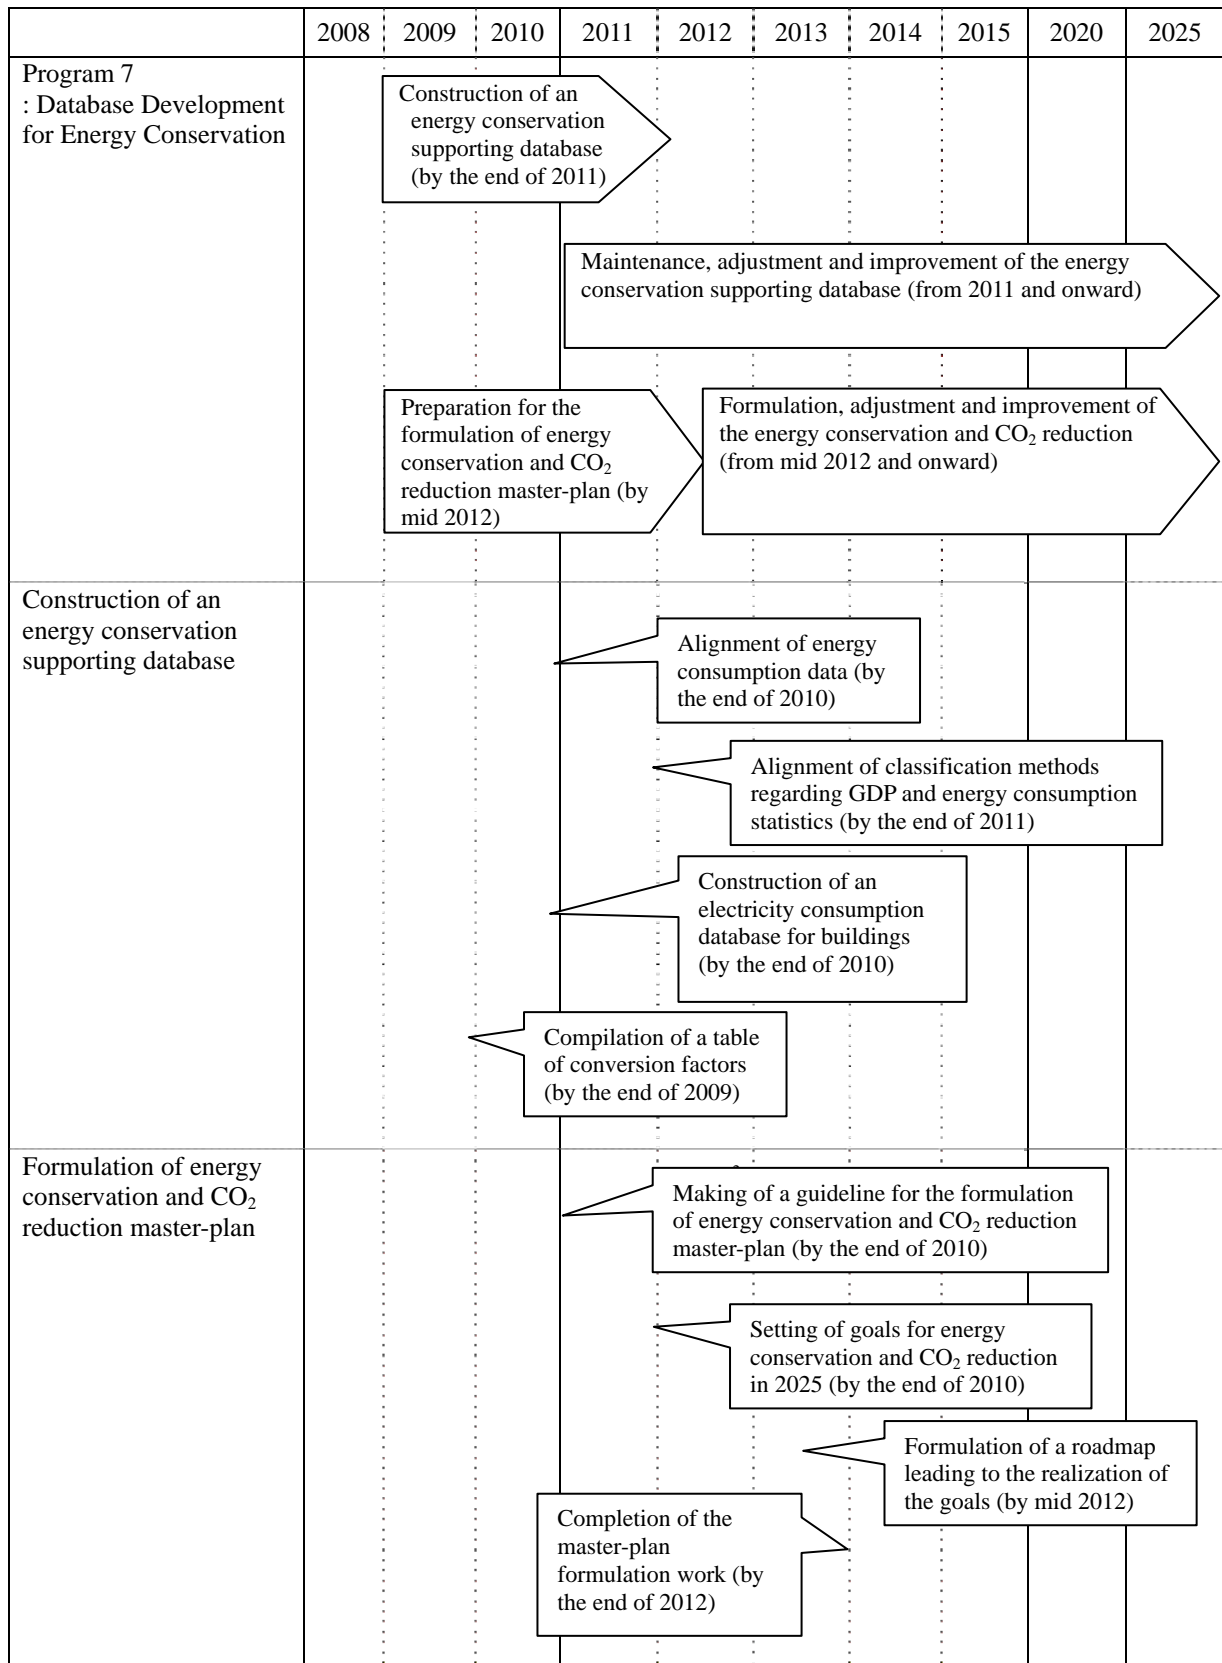 2008 2009 2010 2011 2012 2013 2014 2015 2020 2025
Program 7
: Database Development
for Energy Conservation
Construction of an
energy conservation
supporting database
(by the end of 2011)
Maintenance, adjustment and improvement of the energy
conservation supporting database (from 2011 and onward)
Preparation for the
formulation of energy
conservation and CO₂
reduction master-plan (by
mid 2012)
Formulation, adjustment and improvement of
the energy conservation and CO₂ reduction
(from mid 2012 and onward)
Construction of an
energy conservation
supporting database
Alignment of energy
consumption data (by
the end of 2010)
Alignment of classification methods
regarding GDP and energy consumption
statistics (by the end of 2011)
Construction of an
electricity consumption
database for buildings
(by the end of 2010)
Compilation of a table
of conversion factors
(by the end of 2009)
Formulation of energy
conservation and CO₂
reduction master-plan
Making of a guideline for the formulation
of energy conservation and CO₂ reduction
master-plan (by the end of 2010)
Setting of goals for energy
conservation and CO₂ reduction
in 2025 (by the end of 2010)
Formulation of a roadmap
leading to the realization of
the goals (by mid 2012)
Completion of the
master-plan
formulation work (by
the end of 2012)